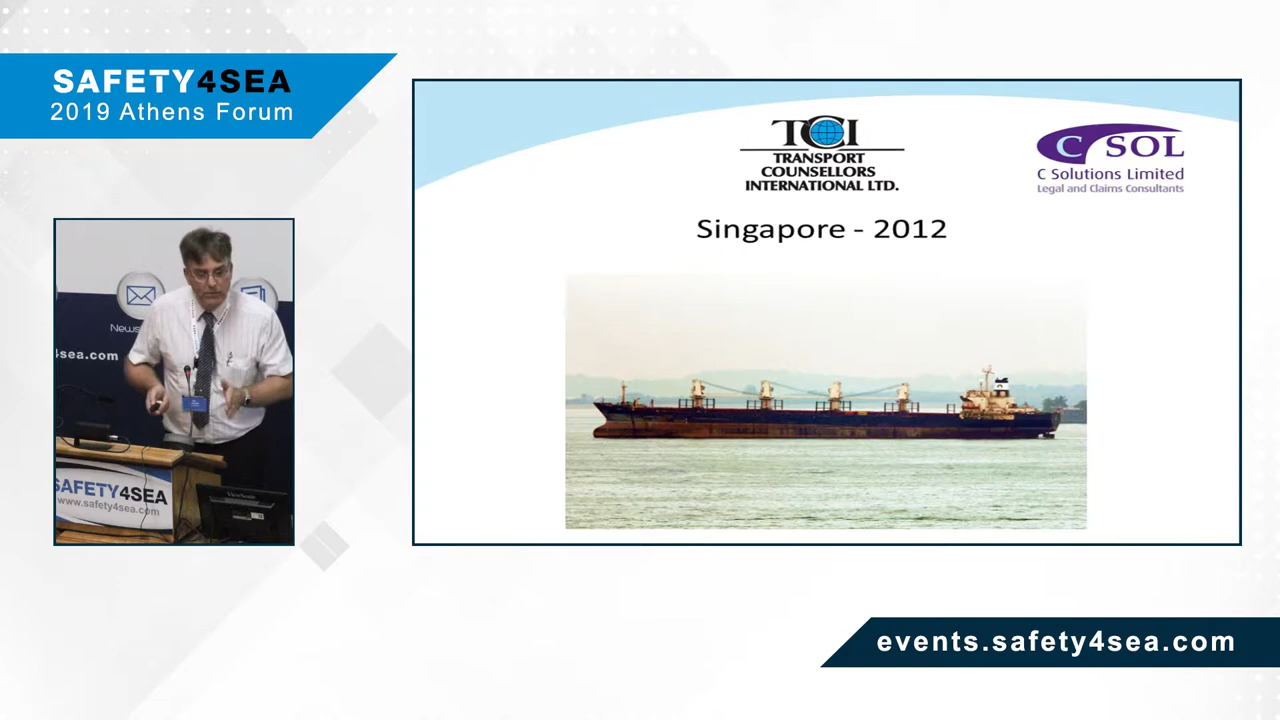 SAFETY4SEA
2019 Athens Forum
TCI
TRANSPORT
COUNSELLORS
INTERNATIONAL LTD.
C SOL
C Solutions Limited
Legal and Claims Consultants
Singapore - 2012
News
4sea.com
SAFETY4SEA
www.safety4sea.com
ViewSonic
events.safety4sea.com